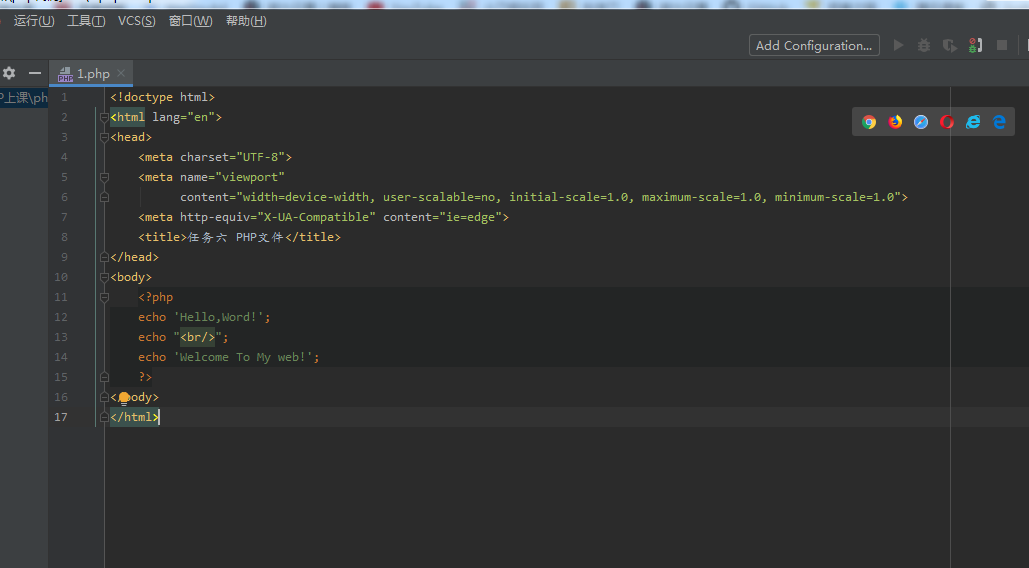 运行(U) 工具(T) VCS(S) 窗口(W) 帮助(H)
Add Configuration...
1.php
P上课\ph
1 <!doctype html>
2 <html lang="en">
3 <head>
4 <meta charset="UTF-8">
5 <meta name="viewport"
6 content="width=device-width, user-scalable=no, initial-scale=1.0, maximum-scale=1.0, minimum-scale=1.0">
7 <meta http-equiv="X-UA-Compatible" content="ie=edge">
8 <title>任务六 PHP文件</title>
9 </head>
10 <body>
11 <?php
12 echo 'Hello,Word!';
13 echo "<br/>";
14 echo 'Welcome To My web!';
15 ?>
16 </body>
17 </html>